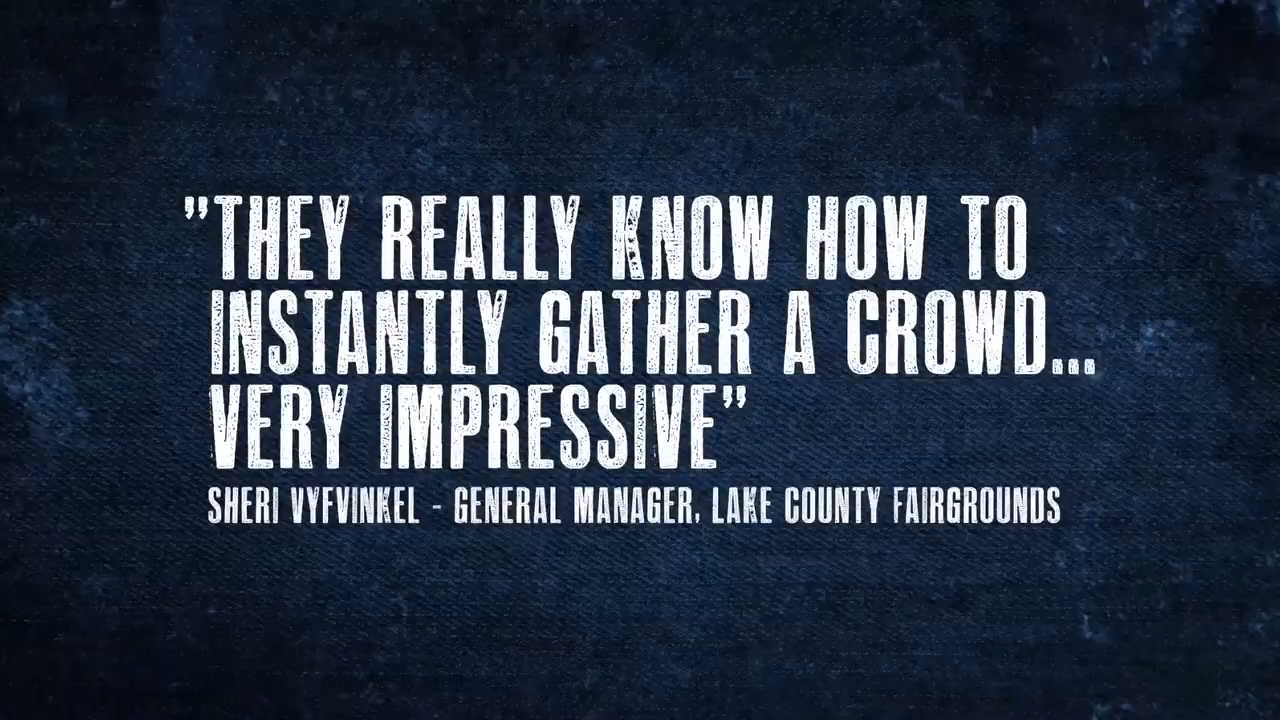 ”THEY REALLY KNOW HOW TO
INSTANTLY GATHER A CROWD...
VERY IMPRESSIVE”
SHERI VYFVINKEL - GENERAL MANAGER, LAKE COUNTY FAIRGROUNDS